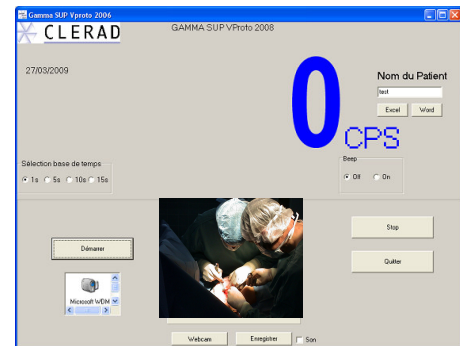 Gamma SUP Vproto 2006
CLERAD
GAMMA SUP VProto 2008
27/03/2009
0
CPS
Nom du Patient
test
Excel
Word
Sélection base de temps
1s
5s
10s
15s
Beep
Off
On
Démarrer
Stop
Quitter
Microsoft WDM
Webcam
Enregistrer
Son